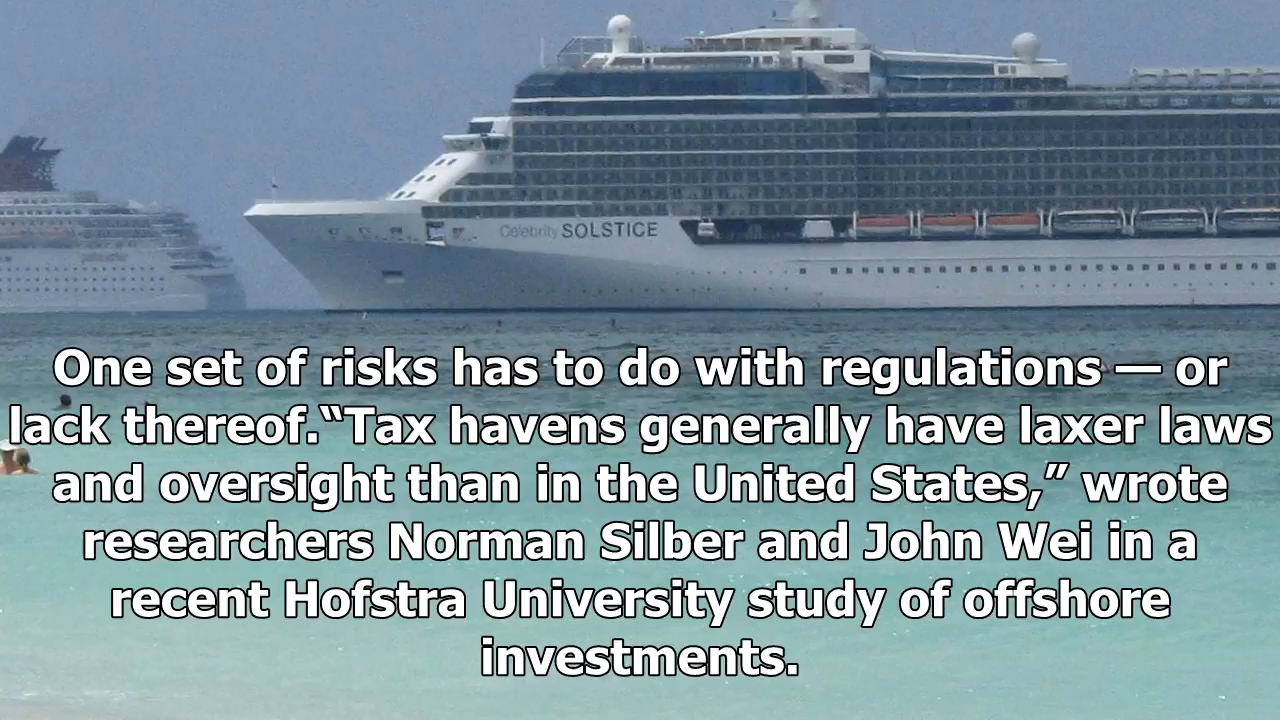 Celebrity SOLSTICE
One set of risks has to do with regulations — or
lack thereof.“Tax havens generally have laxer laws
and oversight than in the United States,” wrote
researchers Norman Silber and John Wei in a
recent Hofstra University study of offshore
investments.